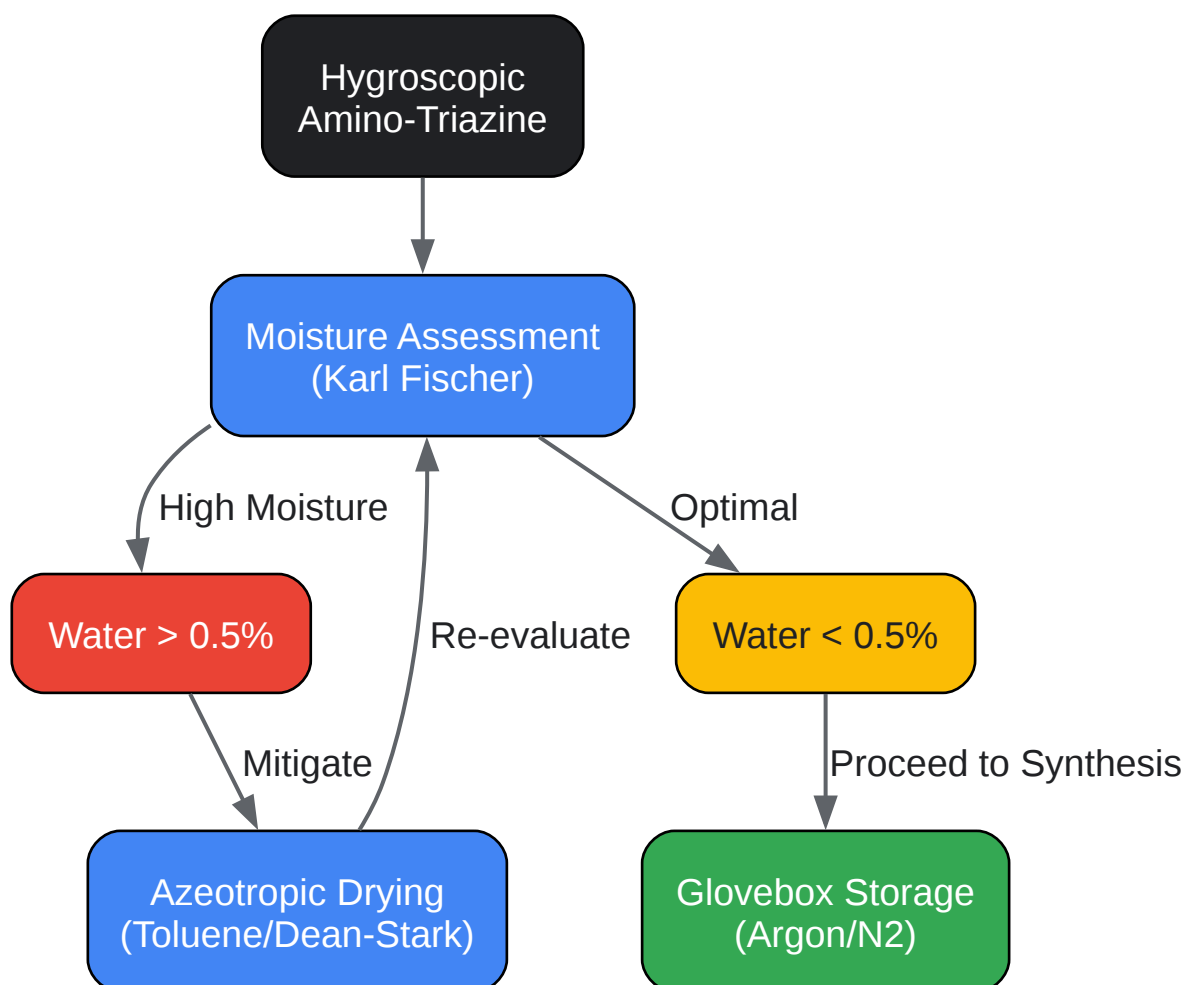 Hygroscopic
Amino-Triazine
Moisture Assessment
(Karl Fischer)
High Moisture
Optimal
Water > 0.5%
Re-evaluate
Water < 0.5%
Mitigate
Proceed to Synthesis
Azeotropic Drying
(Toluene/Dean-Stark)
Glovebox Storage
(Argon/N2)